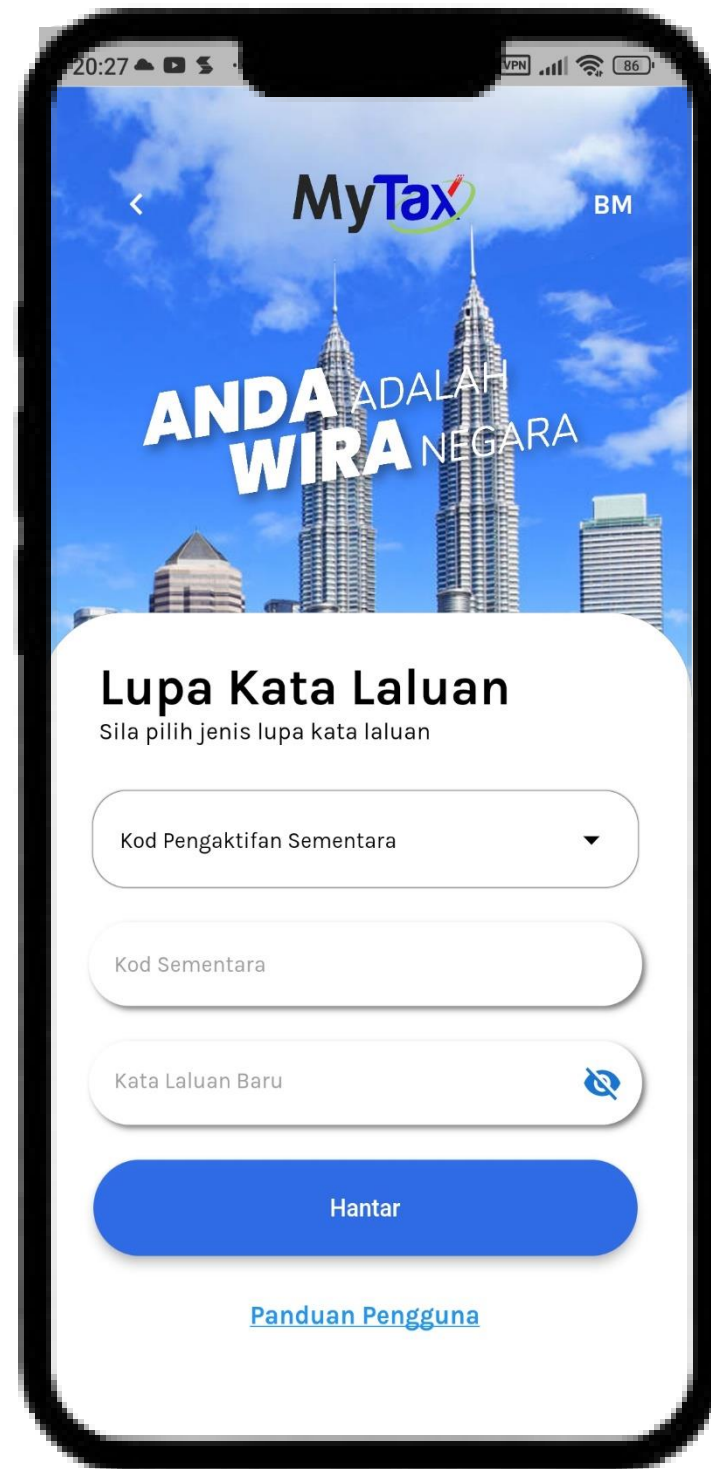 20:27
VPN
86
MyTax
BM
ANDA ADALAH
WIRA NEGARA
Lupa Kata Laluan
Sila pilih jenis lupa kata laluan
Kod Pengaktifan Sementara
Kod Sementara
Kata Laluan Baru
Hantar
Panduan Pengguna